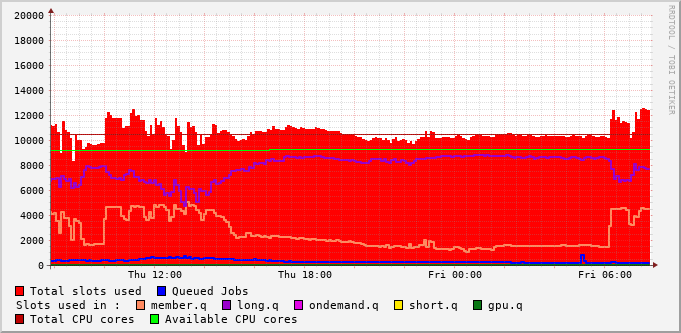 RRDTOOL / TOBI OETIKER
20000
18000
16000
14000
12000
10000
8000
6000
4000
2000
0
Thu 12:00 Thu 18:00 Fri 00:00 Fri 06:00
Total slots used Queued Jobs
Slots used in : member.q long.q ondemand.q short.q gpu.q
Total CPU cores Available CPU cores